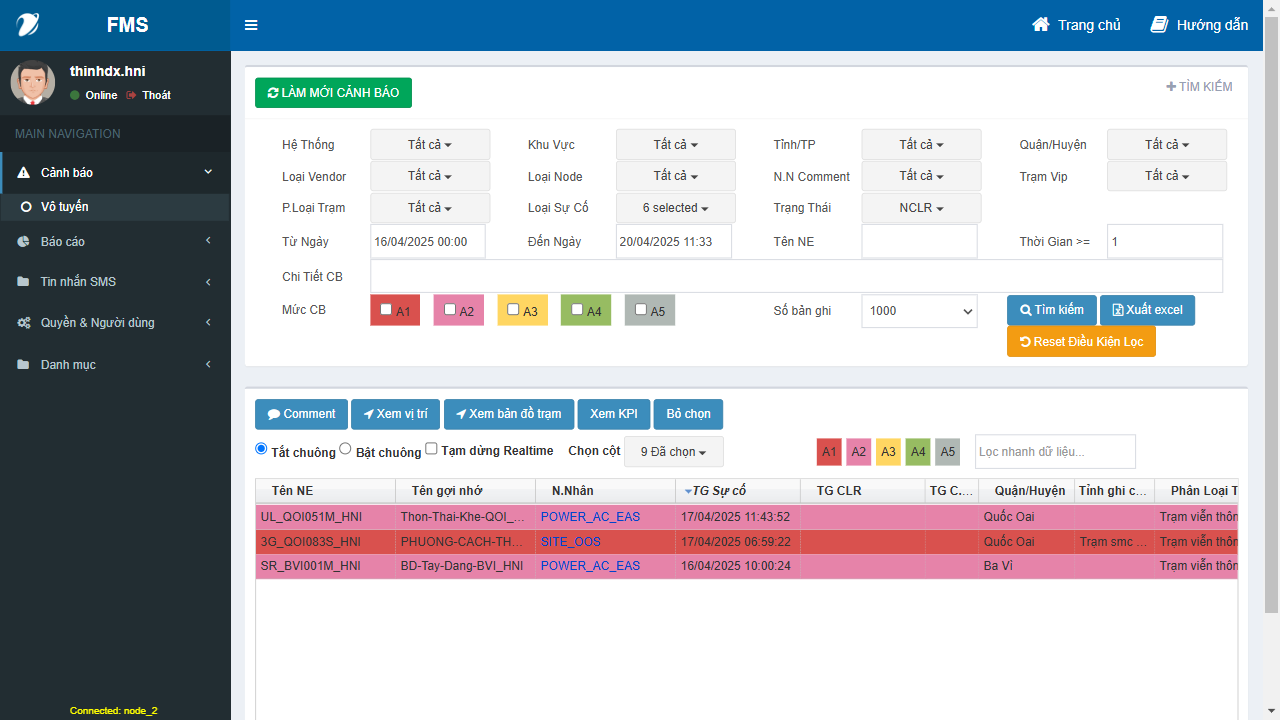 FMS
Trang chủ
Hướng dẫn
thinhdx.hni
Online
Thoát
MAIN NAVIGATION
Cảnh báo
Vô tuyến
Báo cáo
Tin nhắn SMS
Quyền & Người dùng
Danh mục
Connected: node_2
LÀM MỚI CẢNH BÁO
TÌM KIẾM
Hệ Thống Tất cả Khu Vực Tất cả Tỉnh/TP Tất cả Quận/Huyện Tất cả
Loại Vendor Tất cả Loại Node Tất cả N.N Comment Tất cả Trạm Vip Tất cả
P.Loại Trạm Tất cả Loại Sự Cố 6 selected Trạng Thái NCLR
Từ Ngày 16/04/2025 00:00 Đến Ngày 20/04/2025 11:33 Tên NE Thời Gian >= 1
Chi Tiết CB
Mức CB A1 A2 A3 A4 A5 Số bản ghi 1000 Tìm kiếm Xuất excel
Reset Điều Kiện Lọc
Comment Xem vị trí Xem bản đồ trạm Xem KPI Bỏ chọn
Tắt chuông Bật chuông Tạm dừng Realtime Chọn cột 9 Đã chọn A1 A2 A3 A4 A5 Lọc nhanh dữ liệu...
Tên NE Tên gợi nhớ N.Nhân TG Sự cố TG CLR TG C... Quận/Huyện Tỉnh ghi c... Phân Loại T
UL_QOI051M_HNI Thon-Thai-Khe-QOI_... POWER_AC_EAS 17/04/2025 11:43:52 Quốc Oai Trạm viễn thôn
3G_QOI083S_HNI PHUONG-CACH-TH... SITE_OOS 17/04/2025 06:59:22 Quốc Oai Trạm smc ... Trạm viễn thôn
SR_BVI001M_HNI BD-Tay-Dang-BVI_HNI POWER_AC_EAS 16/04/2025 10:00:24 Ba Vì Trạm viễn thôn